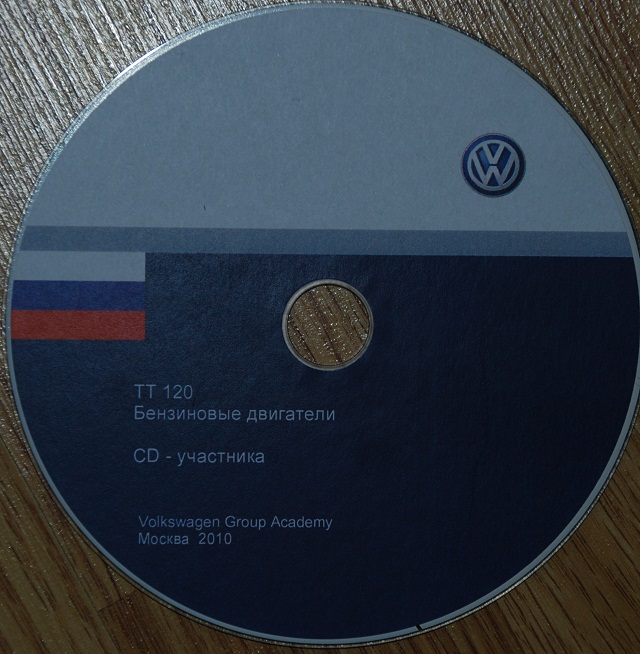 TT 120
Бензиновые двигатели
CD - участника
Volkswagen Group Academy
Москва 2010